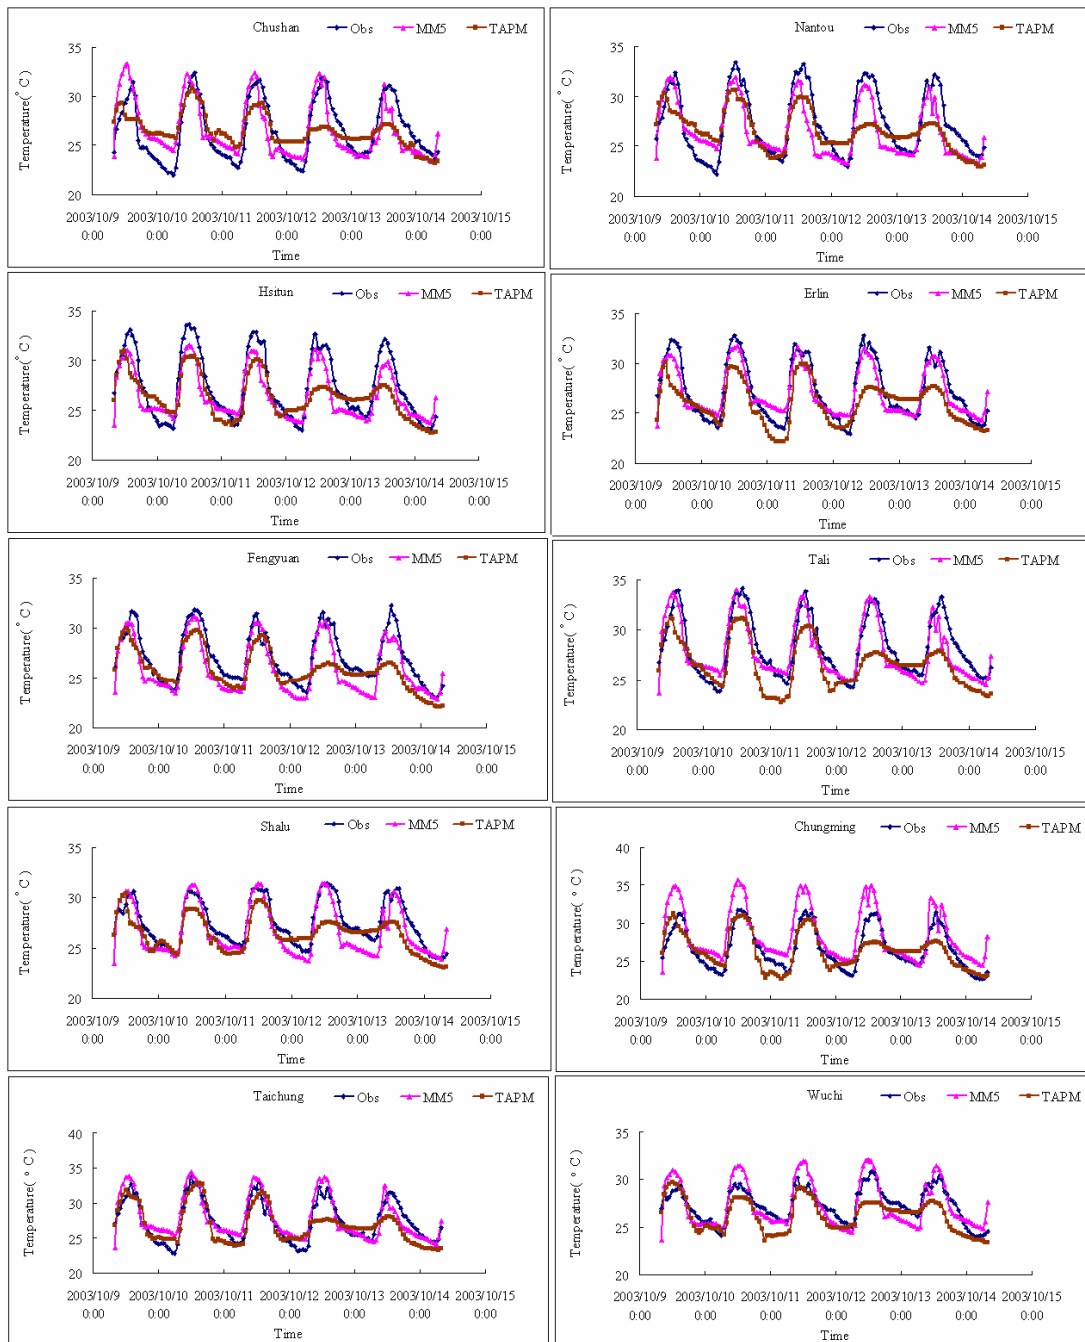 Chushan Obs MM5 TAPM
Temperature(°C)
35
30
25
20
2003/10/9 2003/10/10 2003/10/11 2003/10/12 2003/10/13 2003/10/14 2003/10/15
0:00 0:00 0:00 0:00 0:00 0:00 0:00
Time
Nantou Obs MM5 TAPM
Temperature(°C)
35
30
25
20
2003/10/9 2003/10/10 2003/10/11 2003/10/12 2003/10/13 2003/10/14 2003/10/15
0:00 0:00 0:00 0:00 0:00 0:00 0:00
Time
Hsitun Obs MM5 TAPM
Temperature(°C)
35
30
25
20
2003/10/9 2003/10/10 2003/10/11 2003/10/12 2003/10/13 2003/10/14 2003/10/15
0:00 0:00 0:00 0:00 0:00 0:00 0:00
Time
Erlin Obs MM5 TAPM
Temperature(°C)
35
30
25
20
2003/10/9 2003/10/10 2003/10/11 2003/10/12 2003/10/13 2003/10/14 2003/10/15
0:00 0:00 0:00 0:00 0:00 0:00 0:00
Time
Fengyuan Obs MM5 TAPM
Temperature(°C)
35
30
25
20
2003/10/9 2003/10/10 2003/10/11 2003/10/12 2003/10/13 2003/10/14 2003/10/15
0:00 0:00 0:00 0:00 0:00 0:00 0:00
Time
Tali Obs MM5 TAPM
Temperature(°C)
35
30
25
20
2003/10/9 2003/10/10 2003/10/11 2003/10/12 2003/10/13 2003/10/14 2003/10/15
0:00 0:00 0:00 0:00 0:00 0:00 0:00
Time
Shalu Obs MM5 TAPM
Temperature(°C)
35
30
25
20
2003/10/9 2003/10/10 2003/10/11 2003/10/12 2003/10/13 2003/10/14 2003/10/15
0:00 0:00 0:00 0:00 0:00 0:00 0:00
Time
Chungming Obs MM5 TAPM
Temperature(°C)
40
35
30
25
20
2003/10/9 2003/10/10 2003/10/11 2003/10/12 2003/10/13 2003/10/14 2003/10/15
0:00 0:00 0:00 0:00 0:00 0:00 0:00
Time
Taichung Obs MM5 TAPM
Temperature(°C)
40
35
30
25
20
2003/10/9 2003/10/10 2003/10/11 2003/10/12 2003/10/13 2003/10/14 2003/10/15
0:00 0:00 0:00 0:00 0:00 0:00 0:00
Time
Wuchi Obs MM5 TAPM
Temperature(°C)
35
30
25
20
2003/10/9 2003/10/10 2003/10/11 2003/10/12 2003/10/13 2003/10/14 2003/10/15
0:00 0:00 0:00 0:00 0:00 0:00 0:00
Time